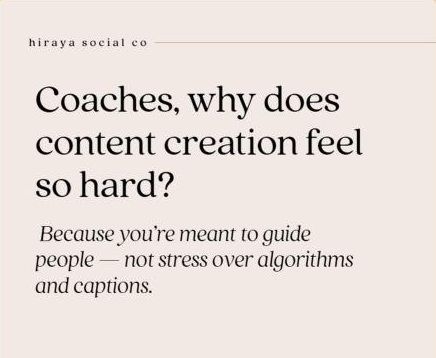 hiraya social co
Coaches, why does
content creation feel
so hard?
Because you're meant to guide
people — not stress over algorithms
and captions.